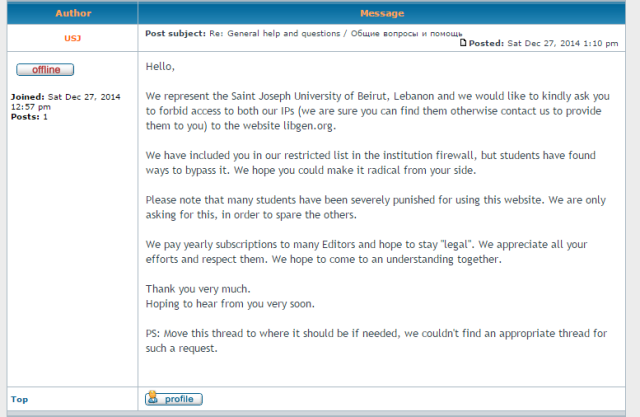 Author Message
USJ
Post subject: Re: General help and questions / Общие вопросы и помощь
Posted: Sat Dec 27, 2014 1:10 pm
offline
Joined: Sat Dec 27, 2014
12:57 pm
Posts: 1
Hello,
We represent the Saint Joseph University of Beirut, Lebanon and we would like to kindly ask you
to forbid access to both our IPs (we are sure you can find them otherwise contact us to provide
them to you) to the website libgen.org.
We have included you in our restricted list in the institution firewall, but students have found
ways to bypass it. We hope you could make it radical from your side.
Please note that many students have been severely punished for using this website. We are only
asking for this, in order to spare the others.
We pay yearly subscriptions to many Editors and hope to stay "legal". We appreciate all your
efforts and respect them. We hope to come to an understanding together.
Thank you very much.
Hoping to hear from you very soon.
PS: Move this thread to where it should be if needed, we couldn't find an appropriate thread for
such a request.
Top
profile